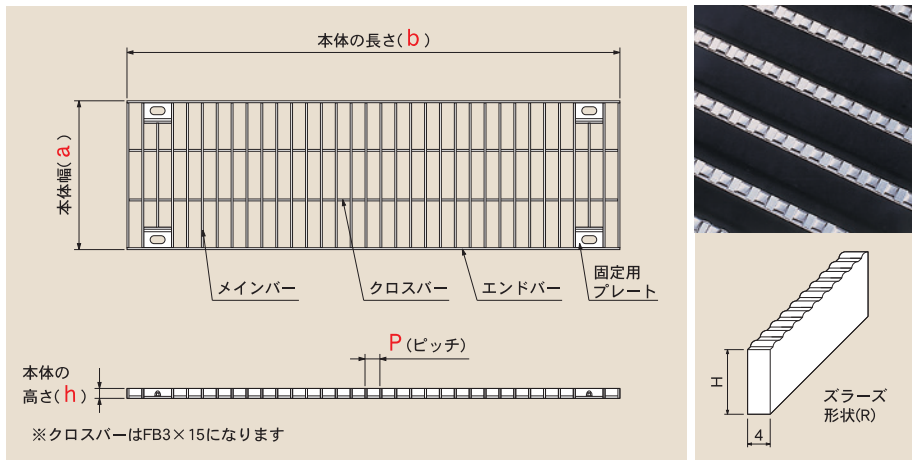 本体の長さ(b)
本体幅(a)
メインバー
クロスバー
エンドバー
固定用
プレート
P(ピッチ)
本体の
高さ(h)
※クロスバーはFB3×15になります
H
4
ズラーズ
形状(R)